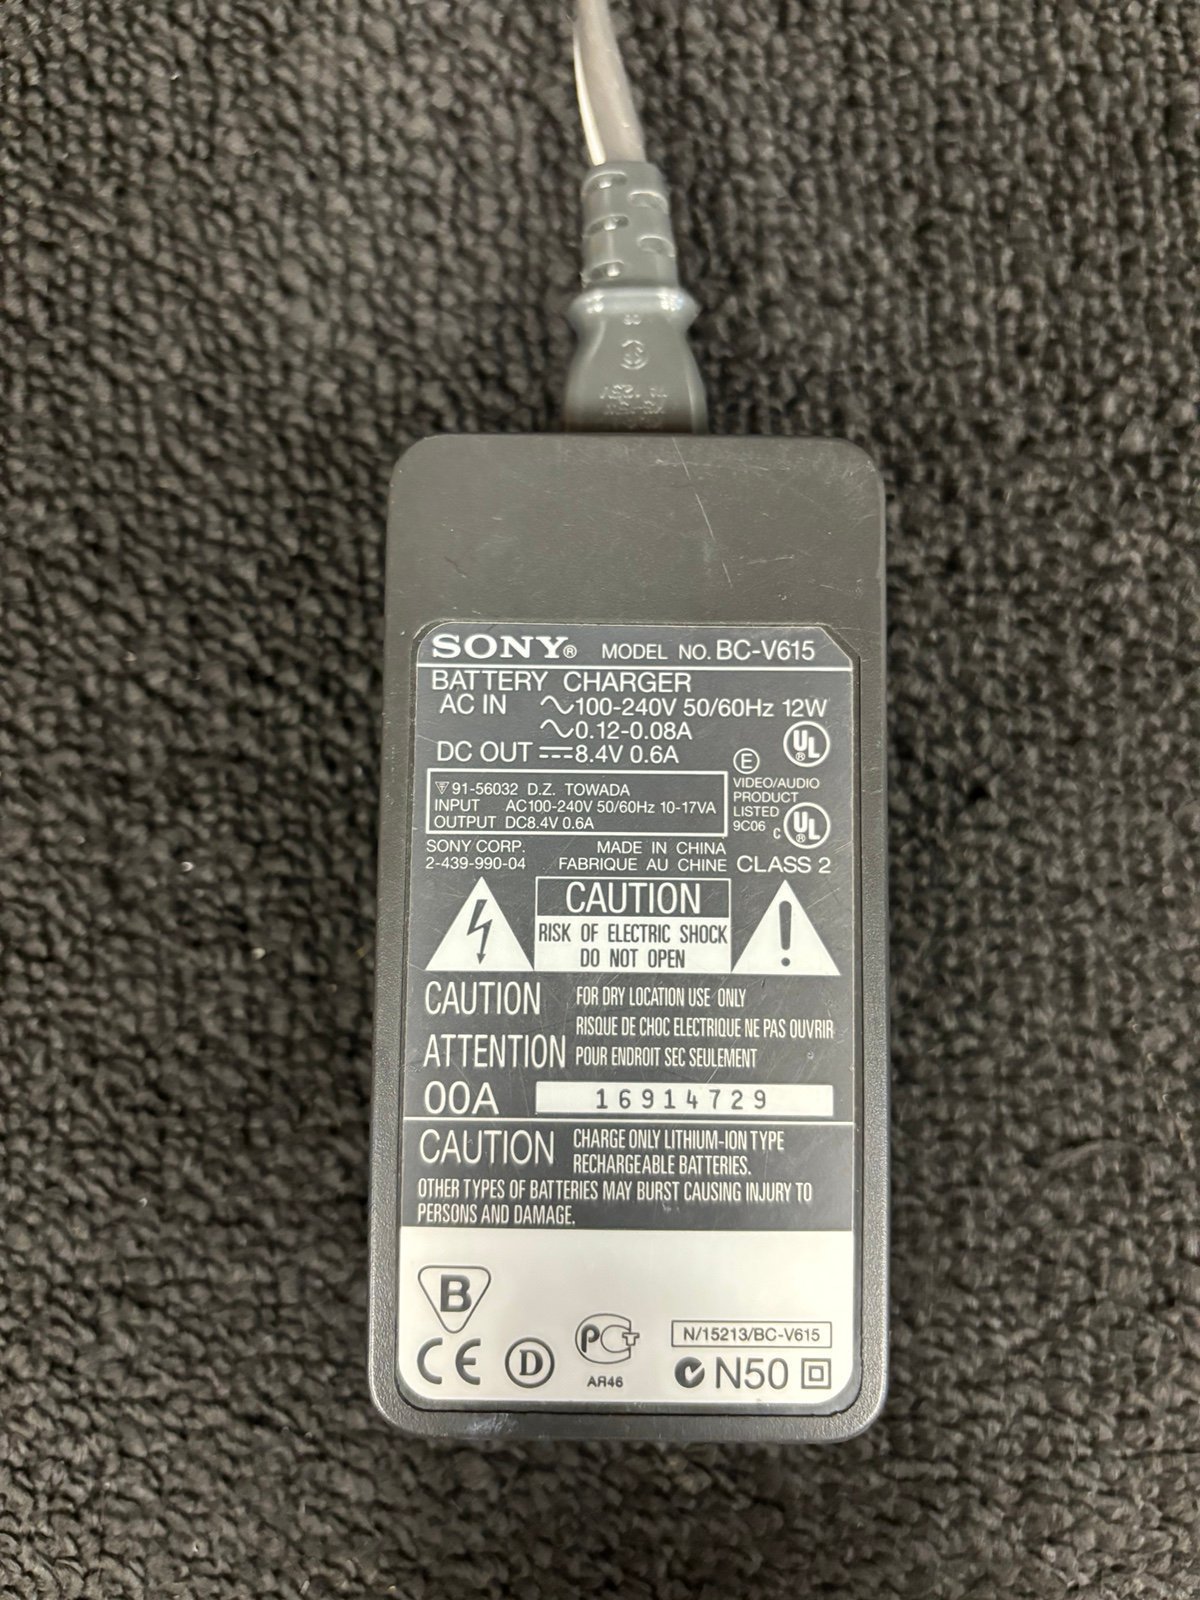 SONY® MODEL NO. BC-V615
BATTERY CHARGER
AC IN ∿100-240V 50/60Hz 12W
∿0.12-0.08A
DC OUT ⎓8.4V 0.6A
UL ®
E
VIDEO/AUDIO
PRODUCT
LISTED
9C06
C UL ®
91-56032 D.Z. TOWADA
INPUT AC100-240V 50/60Hz 10-17VA
OUTPUT DC8.4V 0.6A
SONY CORP. MADE IN CHINA
2-439-990-04 FABRIQUE AU CHINE CLASS 2
CAUTION
RISK OF ELECTRIC SHOCK
DO NOT OPEN
CAUTION FOR DRY LOCATION USE ONLY
RISQUE DE CHOC ELECTRIQUE NE PAS OUVRIR
ATTENTION POUR ENDROIT SEC SEULEMENT
00A 16914729
CAUTION CHARGE ONLY LITHIUM-ION TYPE
RECHARGEABLE BATTERIES.
OTHER TYPES OF BATTERIES MAY BURST CAUSING INJURY TO
PERSONS AND DAMAGE.
B
CE D PCT
АЯ46
N/15213/BC-V615
N50